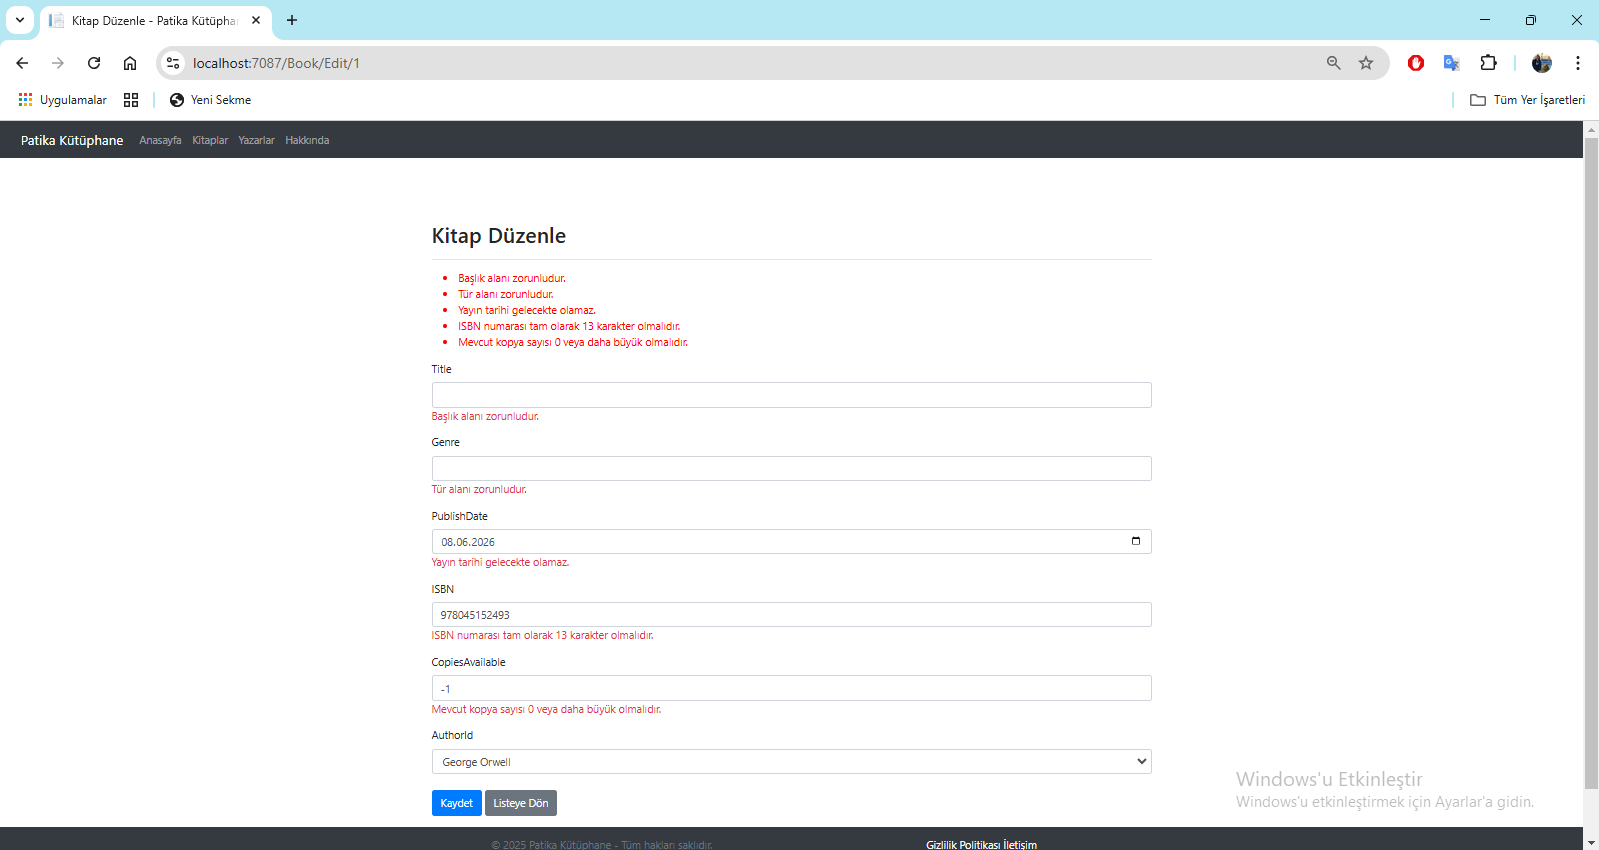 Kitap Düzenle - Patika Kütüpha
localhost:7087/Book/Edit/1
Uygulamalar
Yeni Sekme
Tüm Yer İşaretleri
Patika Kütüphane Anasayfa Kitaplar Yazarlar Hakkında
Kitap Düzenle
Başlık alanı zorunludur.
Tür alanı zorunludur.
Yayın tarihi gelecekte olamaz.
ISBN numarası tam olarak 13 karakter olmalıdır.
Mevcut kopya sayısı 0 veya daha büyük olmalıdır.
Title
Başlık alanı zorunludur.
Genre
Tür alanı zorunludur.
PublishDate
08.06.2026
Yayın tarihi gelecekte olamaz.
ISBN
978045152493
ISBN numarası tam olarak 13 karakter olmalıdır.
CopiesAvailable
-1
Mevcut kopya sayısı 0 veya daha büyük olmalıdır.
AuthorId
George Orwell
Kaydet Listeye Dön
Windows'u Etkinleştir
Windows'u etkinleştirmek için Ayarlar'a gidin.
© 2025 Patika Kütüphane - Tüm hakları saklıdır.
Gizlilik Politikası İletişim